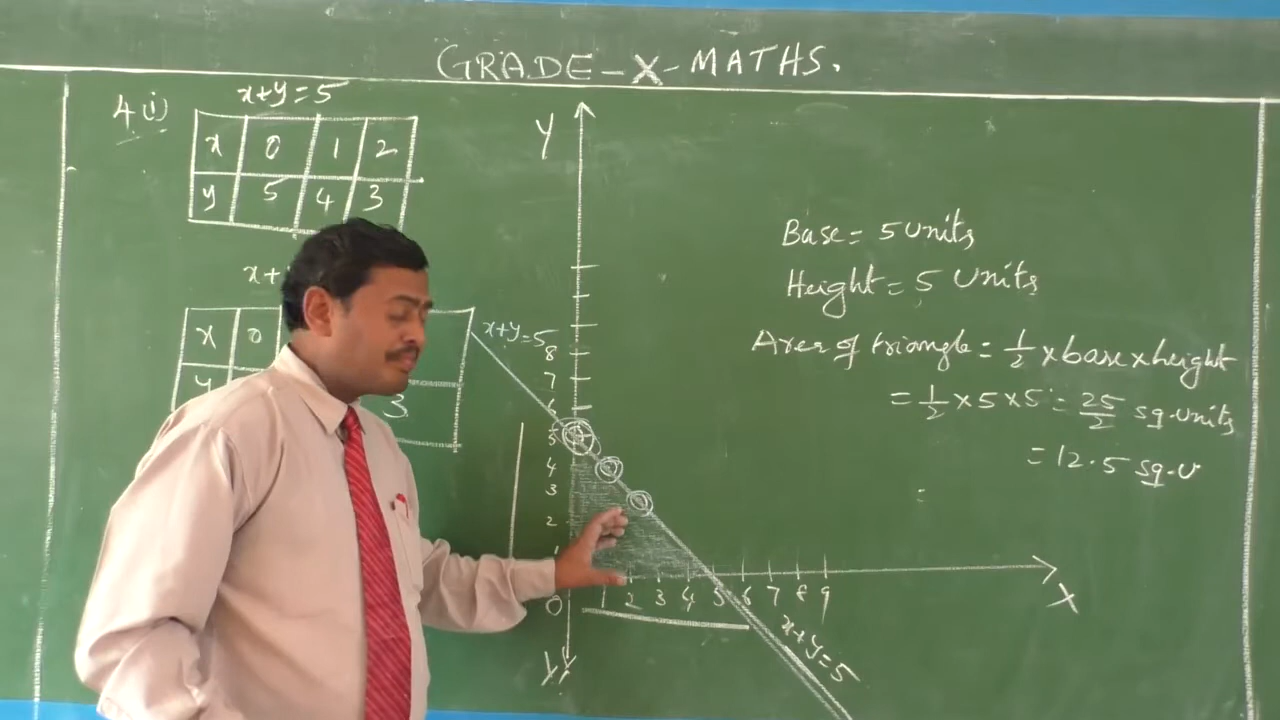 GRADE-X-MATHS.
4(i)
x+y=5
x 0 1 2
y 5 4 3
x+
x 0
y
3
Y
x+y=5
8
7
6
5
4
3
2
1
0 1 2 3 4 5 6 7 8 9
X
x+y=5
Base = 5 Units
Height = 5 Units
Area of triangle = 1/2 x base x height
= 1/2 x 5 x 5 = 25/2 sq.units
= 12.5 sq.u